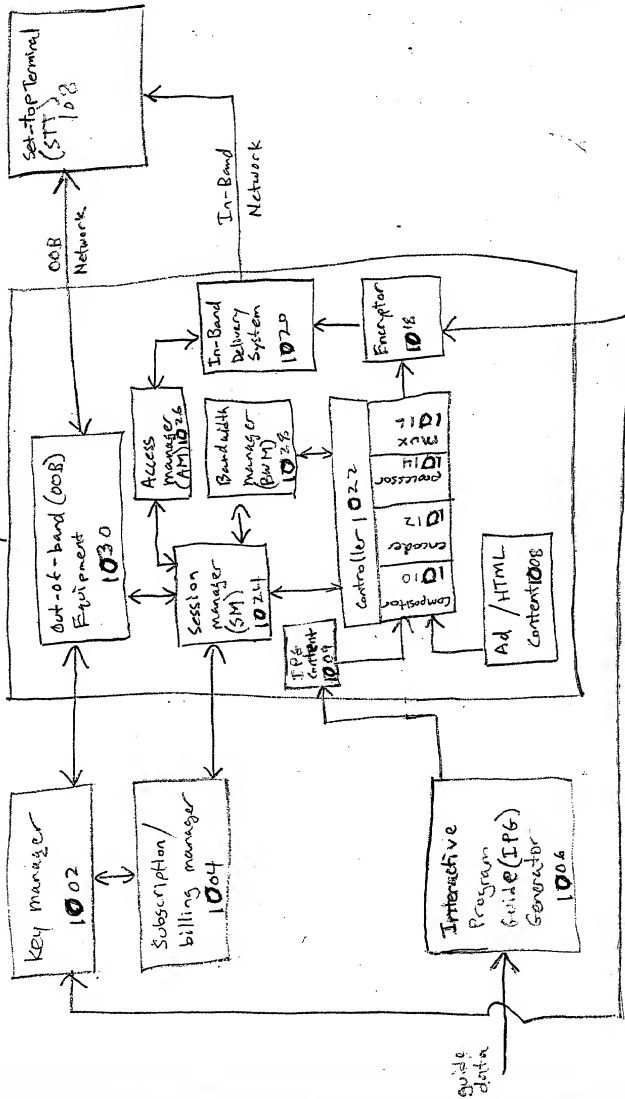 Key manager
1002
Subscription/
billing manager
1004
Interactive
Program
Guide(IPG)
Generator
1006
guide
data
Out-of-band (OOB)
Equipment
1030
Session
manager
(SM)
1024
Access
manager
(AM) 1026
Bandwidth
manager
(BWM)
1028
In-Band
Delivery
System
1020
Encryptor
1018
Controller 1022
Compositor
1010
encoder
1012
processor
1014
mux
1016
IPG
Content
1009
Ad / HTML
Content 1008
OOB
Network
In-Band
Network
Set-top Terminal
(STT)
108